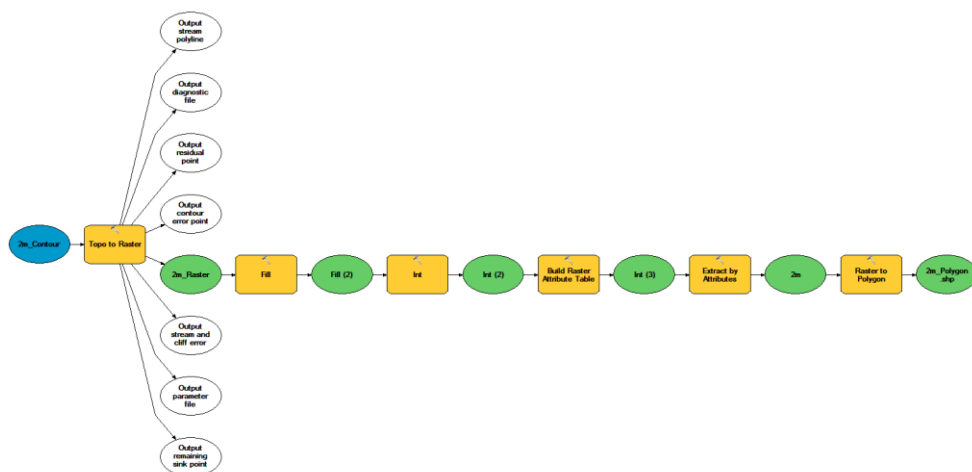 Output
stream
polyline
Output
diagnostic
file
Output
residual
point
Output
contour
error point
2m_Contour
Topo to Raster
2m_Raster
Fill
Fill (2)
Int
Int (2)
Build Raster
Attribute Table
Int (3)
Extract by
Attributes
2m
Raster to
Polygon
2m_Polygon
.shp
Output
stream and
cliff error
Output
parameter
file
Output
remaining
sink point